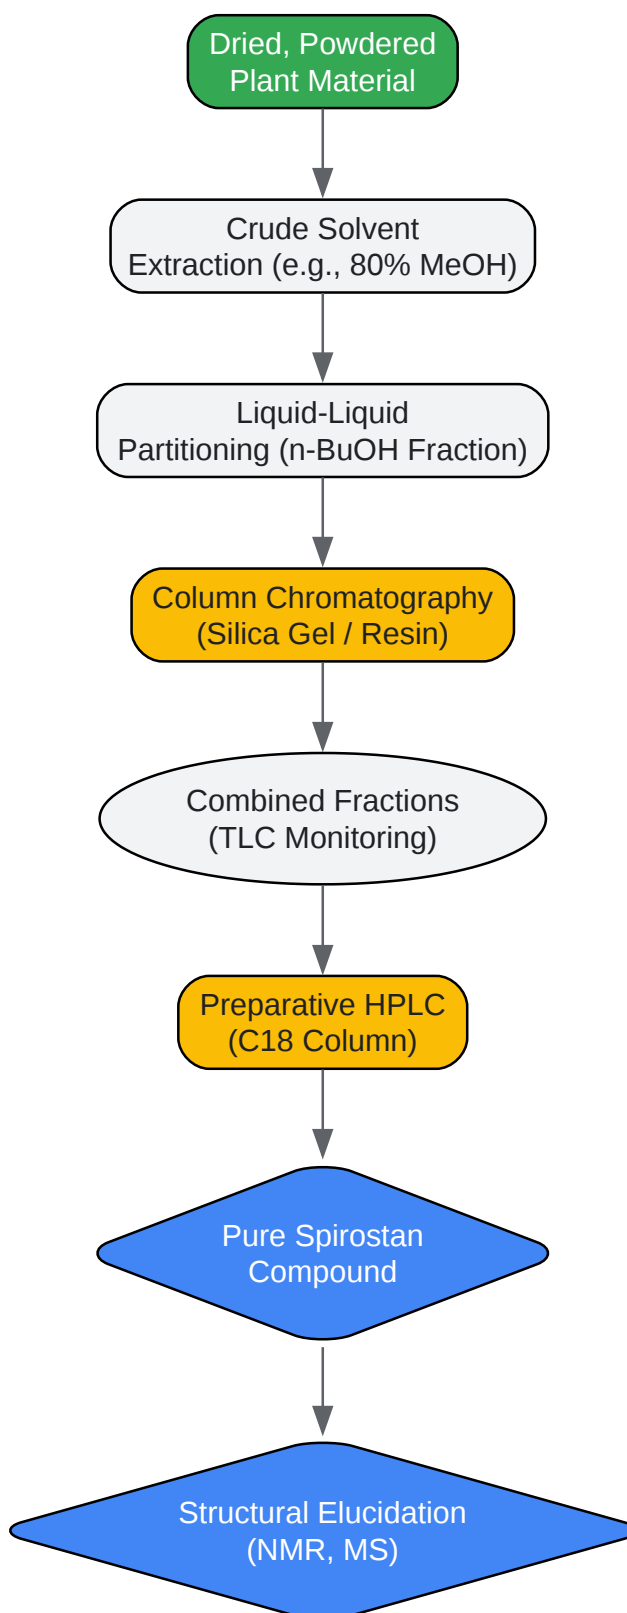 Dried, Powdered
Plant Material
Crude Solvent
Extraction (e.g., 80% MeOH)
Liquid-Liquid
Partitioning (n-BuOH Fraction)
Column Chromatography
(Silica Gel / Resin)
Combined Fractions
(TLC Monitoring)
Preparative HPLC
(C18 Column)
Pure Spirostan
Compound
Structural Elucidation
(NMR, MS)